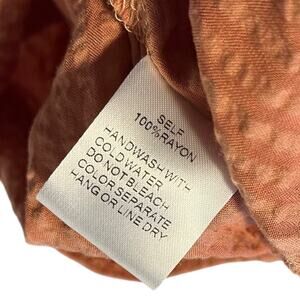 SELF
100%RAYON
HANDWASH WITH
COLD WATER
DO NOT BLEACH
COLOR SEPARATE
HANG OR LINE DRY